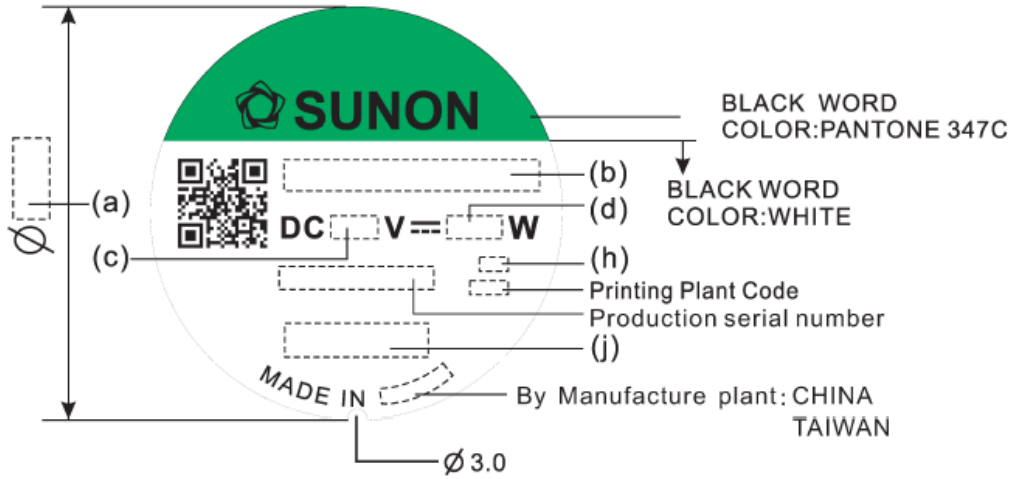 SUNON
BLACK WORD
COLOR:PANTONE 347C
BLACK WORD
COLOR:WHITE
(a)
(b)
(c)
(d)
DC V W
(h)
Printing Plant Code
Production serial number
(j)
MADE IN
By Manufacture plant: CHINA
TAIWAN
Ø
Ø 3.0